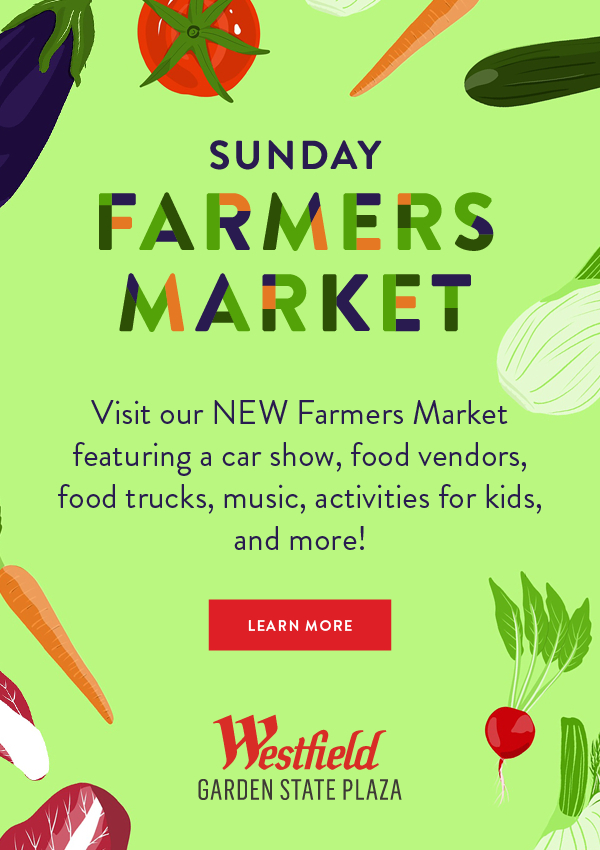 SUNDAY
FARMERS
MARKET
Visit our NEW Farmers Market
featuring a car show, food vendors,
food trucks, music, activities for kids,
and more!
LEARN MORE
Westfield
GARDEN STATE PLAZA